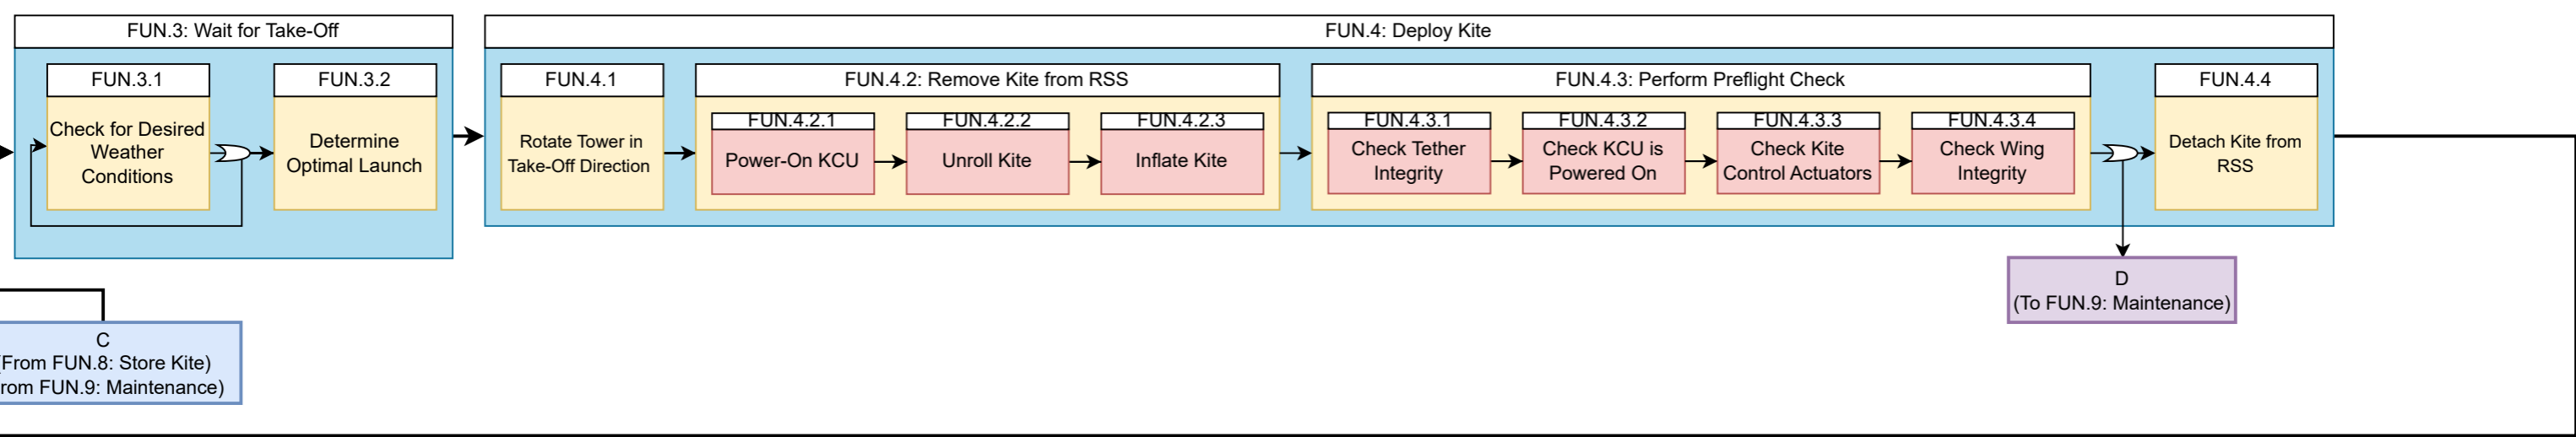 FUN.3: Wait for Take-Off
FUN.3.1
Check for Desired
Weather
Conditions
FUN.3.2
Determine
Optimal Launch
FUN.4: Deploy Kite
FUN.4.1
Rotate Tower in
Take-Off Direction
FUN.4.2: Remove Kite from RSS
FUN.4.2.1
Power-On KCU
FUN.4.2.2
Unroll Kite
FUN.4.2.3
Inflate Kite
FUN.4.3: Perform Preflight Check
FUN.4.3.1
Check Tether
Integrity
FUN.4.3.2
Check KCU is
Powered On
FUN.4.3.3
Check Kite
Control Actuators
FUN.4.3.4
Check Wing
Integrity
FUN.4.4
Detach Kite from
RSS
D
(To FUN.9: Maintenance)
C
(From FUN.8: Store Kite)
rom FUN.9: Maintenance)